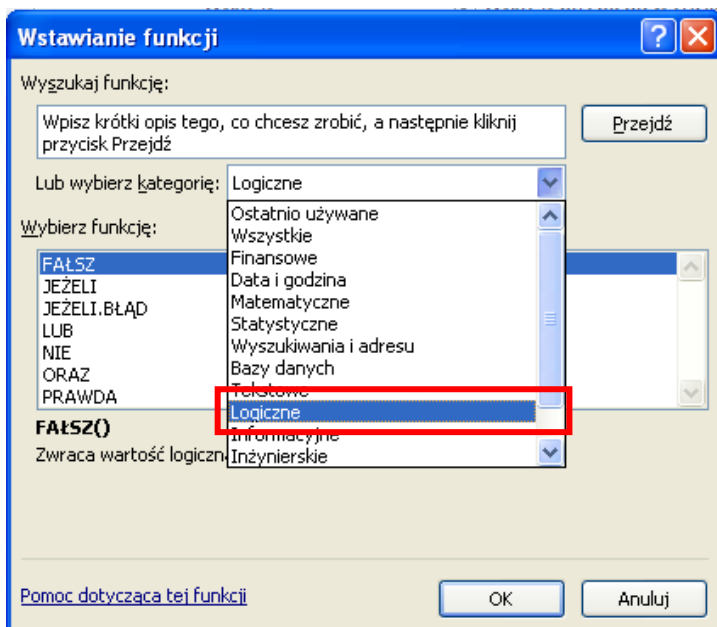 Wstawianie funkcji
Wyszukaj funkcję:
Wpisz krótki opis tego, co chcesz zrobić, a następnie kliknij
przycisk Przejdź
Przejdź
Lub wybierz kategorię: Logiczne
Ostatnio używane
Wszystkie
Finansowe
Data i godzina
Matematyczne
Statystyczne
Wyszukiwania i adresu
Bazy danych
Tekstowe
Logiczne
Informacyjne
Inżynierskie
Wybierz funkcję:
FAŁSZ
JEŻELI
JEŻELI.BŁĄD
LUB
NIE
ORAZ
PRAWDA
FAŁSZ()
Zwraca wartość logiczn
Pomoc dotycząca tej funkcji
OK
Anuluj